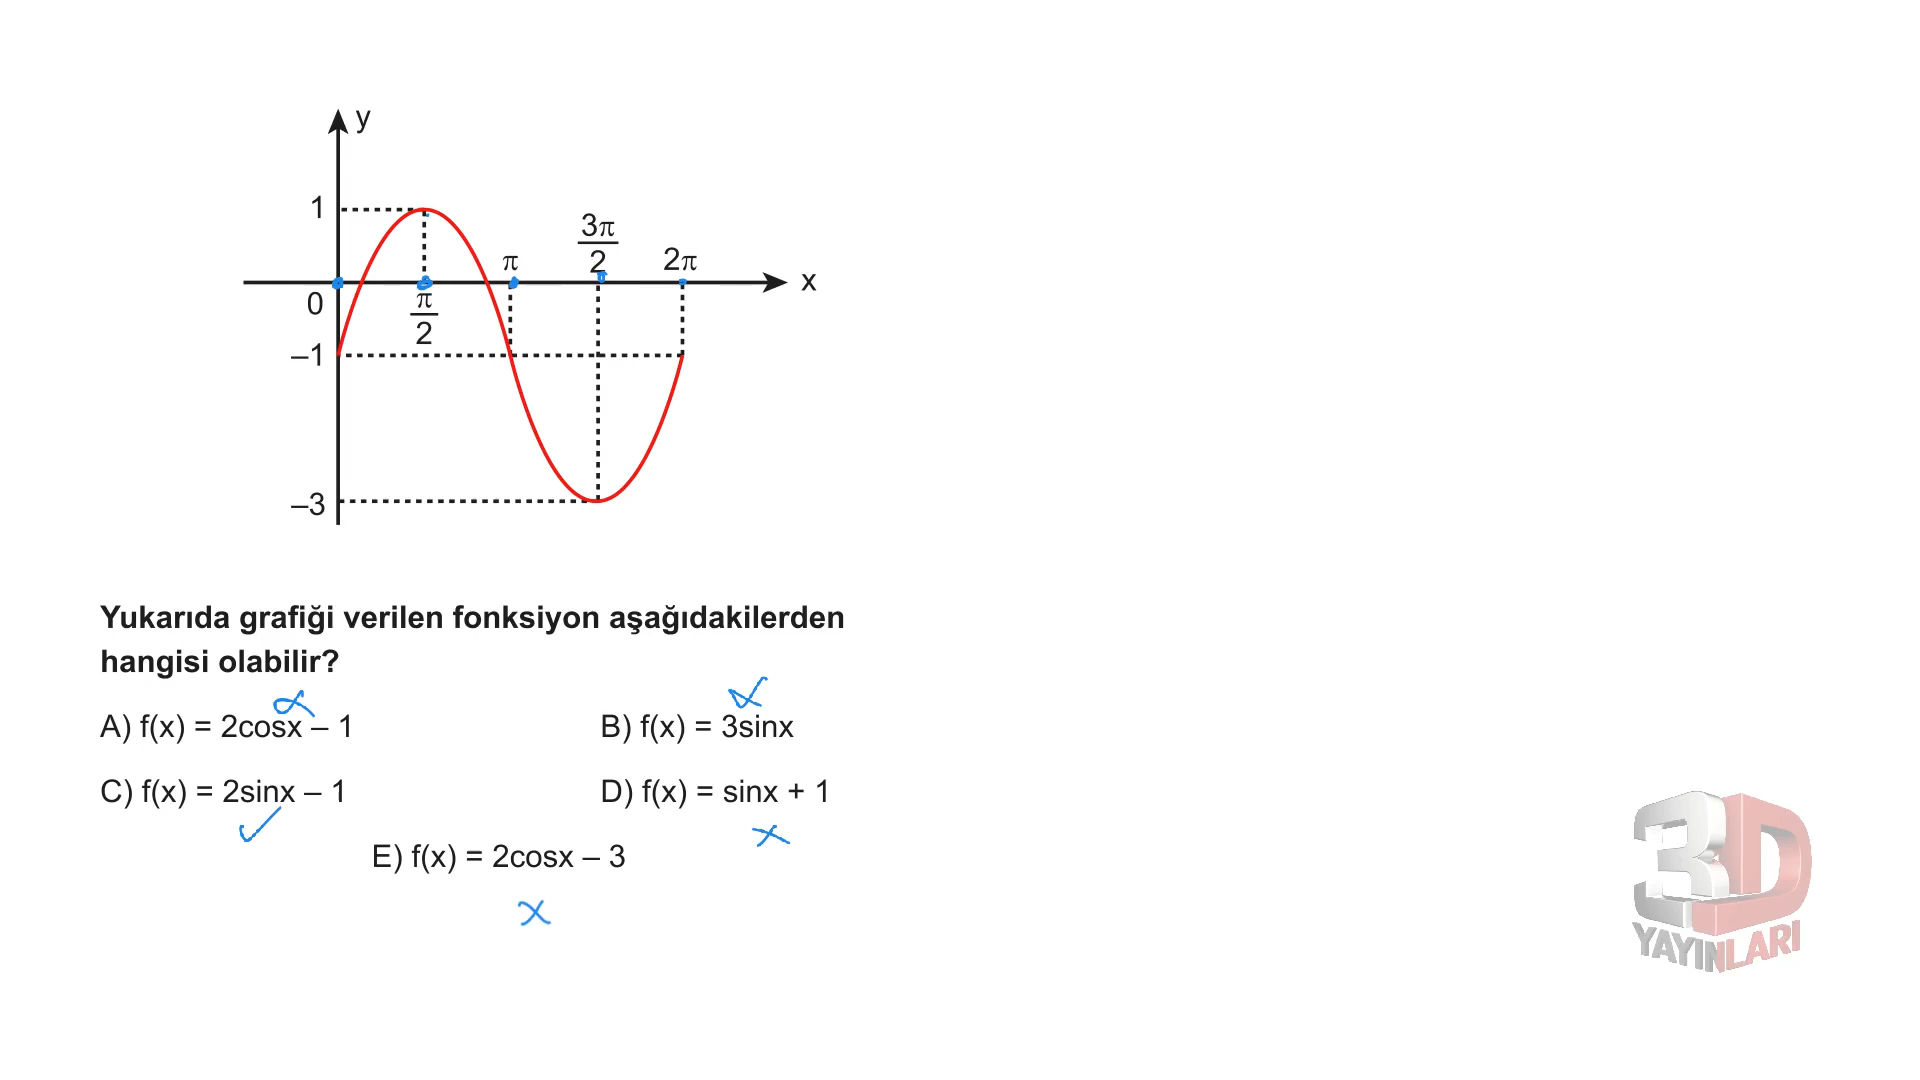 y
1
3π
2
π
2π
x
0
π
2
–1
–3
Yukarıda grafiği verilen fonksiyon aşağıdakilerden
hangisi olabilir?
A) f(x) = 2cosx – 1
B) f(x) = 3sinx
C) f(x) = 2sinx – 1
D) f(x) = sinx + 1
E) f(x) = 2cosx – 3
3D
YAYINLARI